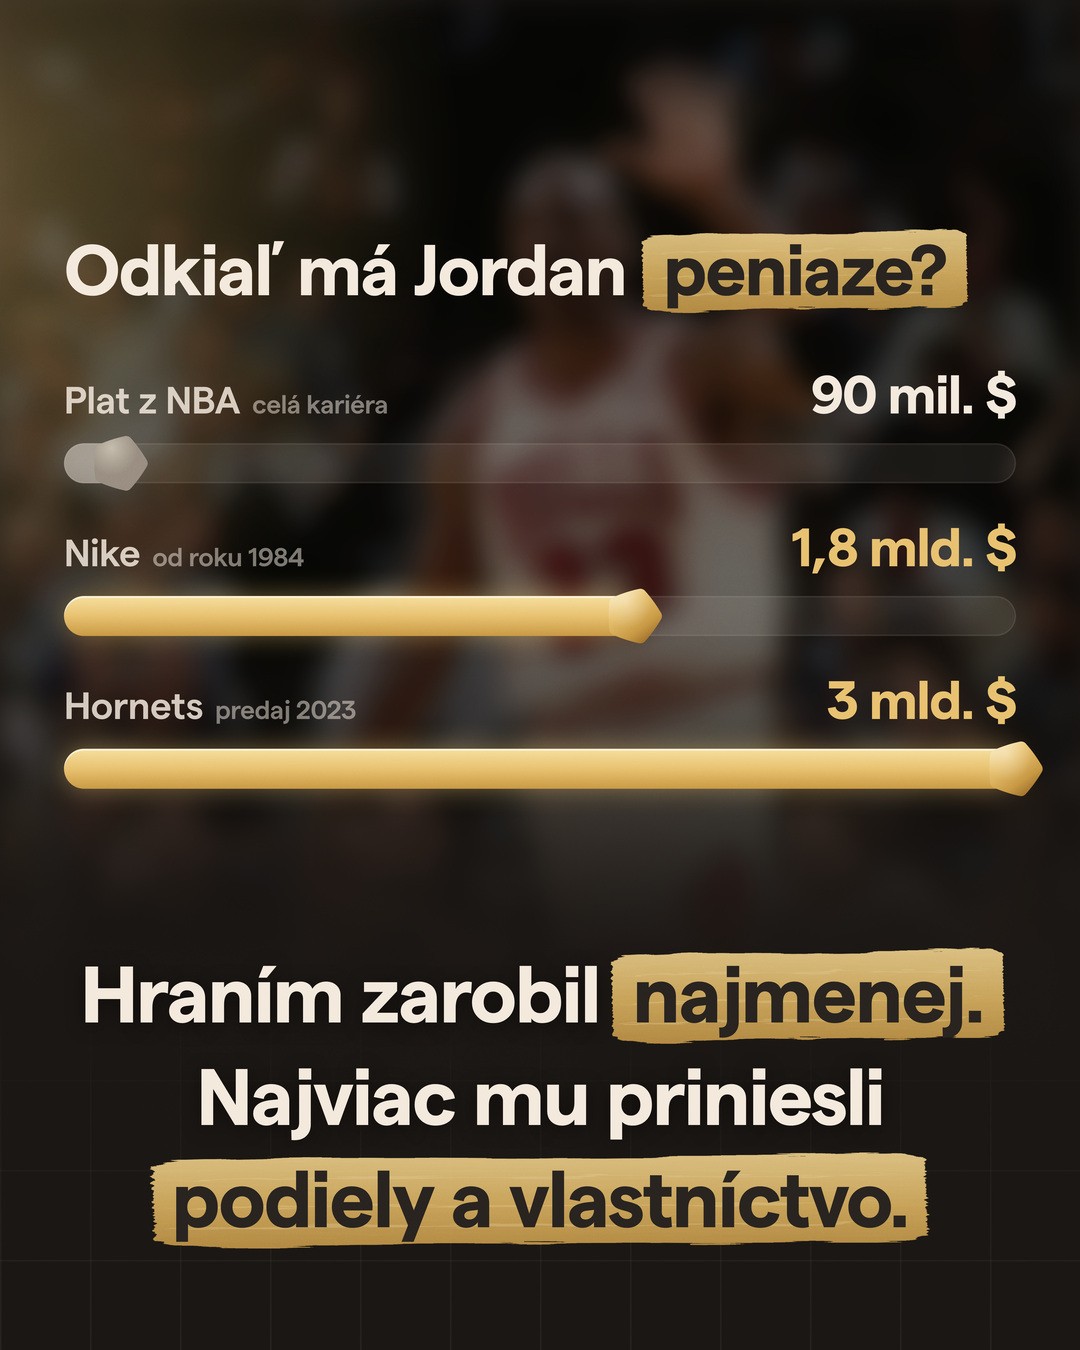 Odkiaľ má Jordan peniaze?
Plat z NBA celá kariéra 90 mil. $
Nike od roku 1984 1,8 mld. $
Hornets predaj 2023 3 mld. $
Hraním zarobil najmenej.
Najviac mu priniesli
podiely a vlastníctvo.